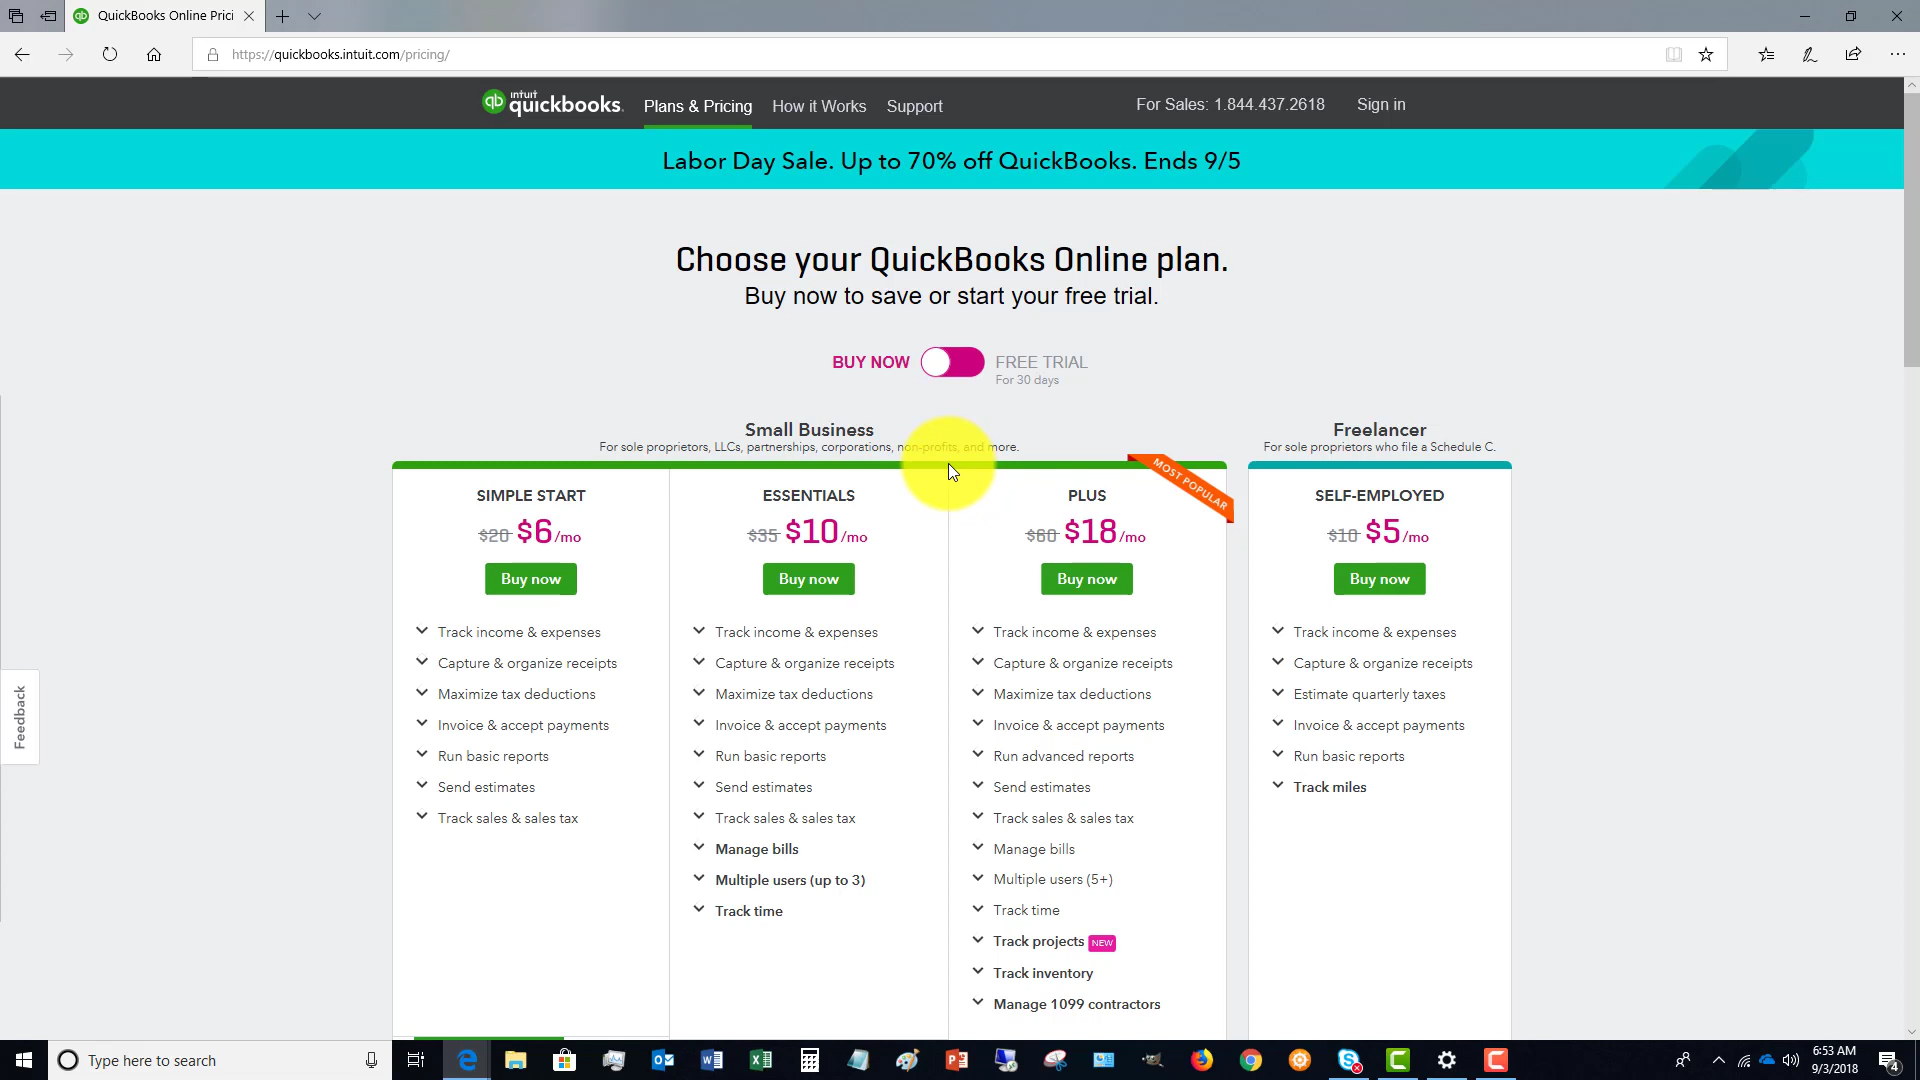 QuickBooks Online Prici
https://quickbooks.intuit.com/pricing/
qb intuit quickbooks.
Plans & Pricing
How it Works
Support
For Sales: 1.844.437.2618
Sign in
Labor Day Sale. Up to 70% off QuickBooks. Ends 9/5
Choose your QuickBooks Online plan.
Buy now to save or start your free trial.
BUY NOW
FREE TRIAL
For 30 days
Small Business
For sole proprietors, LLCs, partnerships, corporations, non-profits, and more.
Freelancer
For sole proprietors who file a Schedule C.
SIMPLE START
$20 $6/mo
Buy now
Track income & expenses
Capture & organize receipts
Maximize tax deductions
Invoice & accept payments
Run basic reports
Send estimates
Track sales & sales tax
ESSENTIALS
$35 $10/mo
Buy now
Track income & expenses
Capture & organize receipts
Maximize tax deductions
Invoice & accept payments
Run basic reports
Send estimates
Track sales & sales tax
Manage bills
Multiple users (up to 3)
Track time
MOST POPULAR
PLUS
$60 $18/mo
Buy now
Track income & expenses
Capture & organize receipts
Maximize tax deductions
Invoice & accept payments
Run advanced reports
Send estimates
Track sales & sales tax
Manage bills
Multiple users (5+)
Track time
Track projects NEW
Track inventory
Manage 1099 contractors
SELF-EMPLOYED
$10 $5/mo
Buy now
Track income & expenses
Capture & organize receipts
Estimate quarterly taxes
Invoice & accept payments
Run basic reports
Track miles
Feedback
Type here to search
6:53 AM
9/3/2018
4